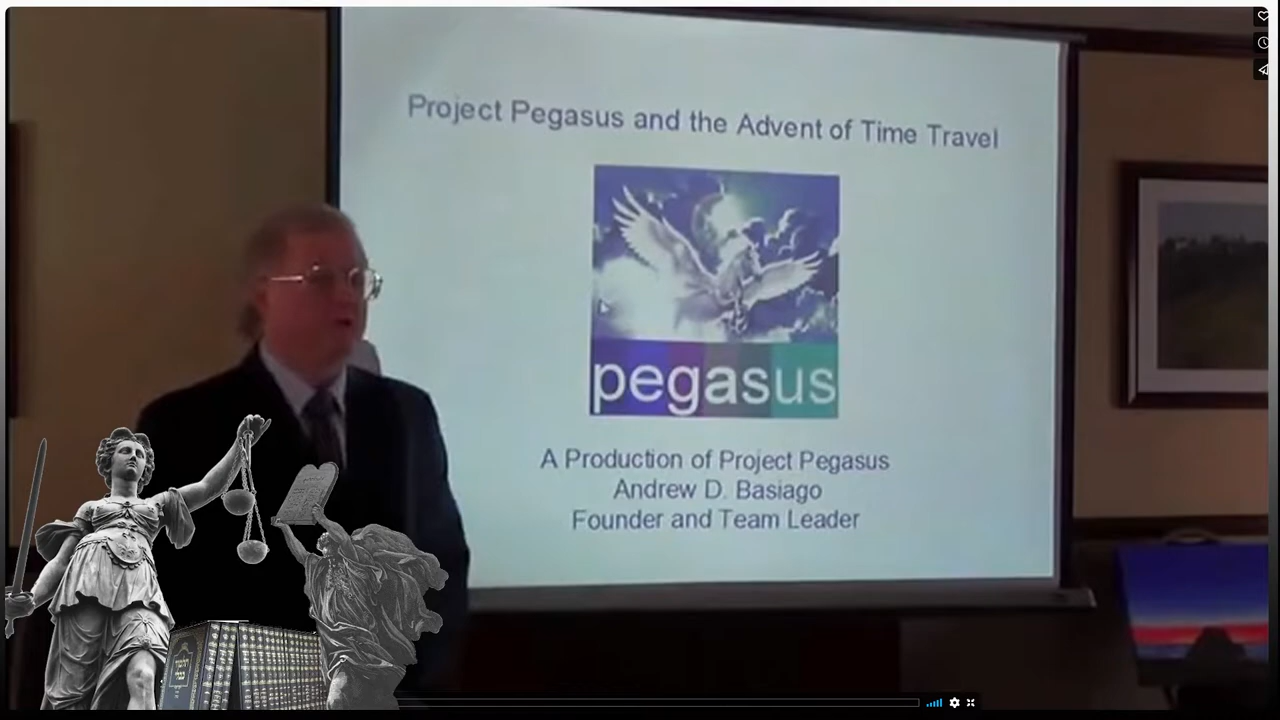 Project Pegasus and the Advent of Time Travel
pegasus
A Production of Project Pegasus
Andrew D. Basiago
Founder and Team Leader